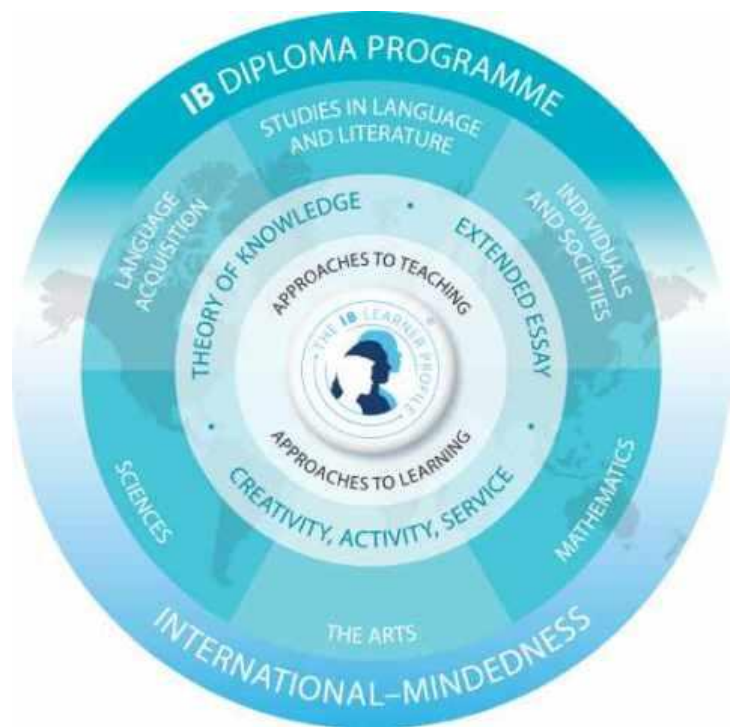 IB DIPLOMA PROGRAMME
STUDIES IN LANGUAGE
AND LITERATURE
LANGUAGE
ACQUISITION
INDIVIDUALS
AND SOCIETIES
THEORY OF KNOWLEDGE
•
EXTENDED ESSAY
APPROACHES TO TEACHING
• THE IB LEARNER PROFILE •
®
APPROACHES TO LEARNING
•
CREATIVITY, ACTIVITY, SERVICE
•
SCIENCES
MATHEMATICS
THE ARTS
INTERNATIONAL–MINDEDNESS